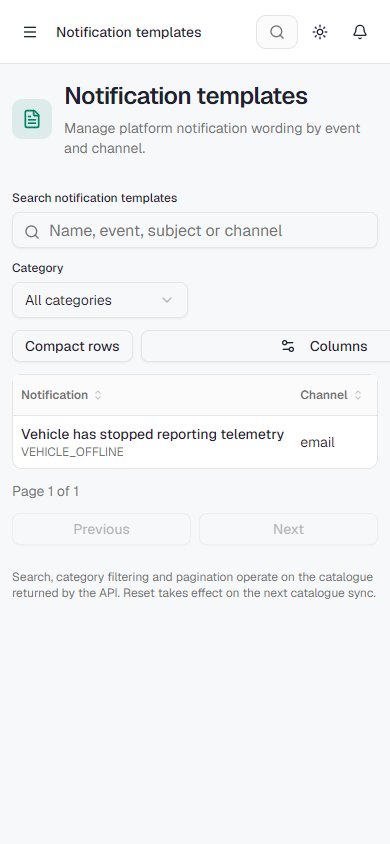 Notification templates
Notification templates
Manage platform notification wording by event
and channel.
Search notification templates
Name, event, subject or channel
Category
All categories
Compact rows
Columns
Notification
Channel
Vehicle has stopped reporting telemetry
VEHICLE_OFFLINE
email
Page 1 of 1
Previous
Next
Search, category filtering and pagination operate on the catalogue
returned by the API. Reset takes effect on the next catalogue sync.